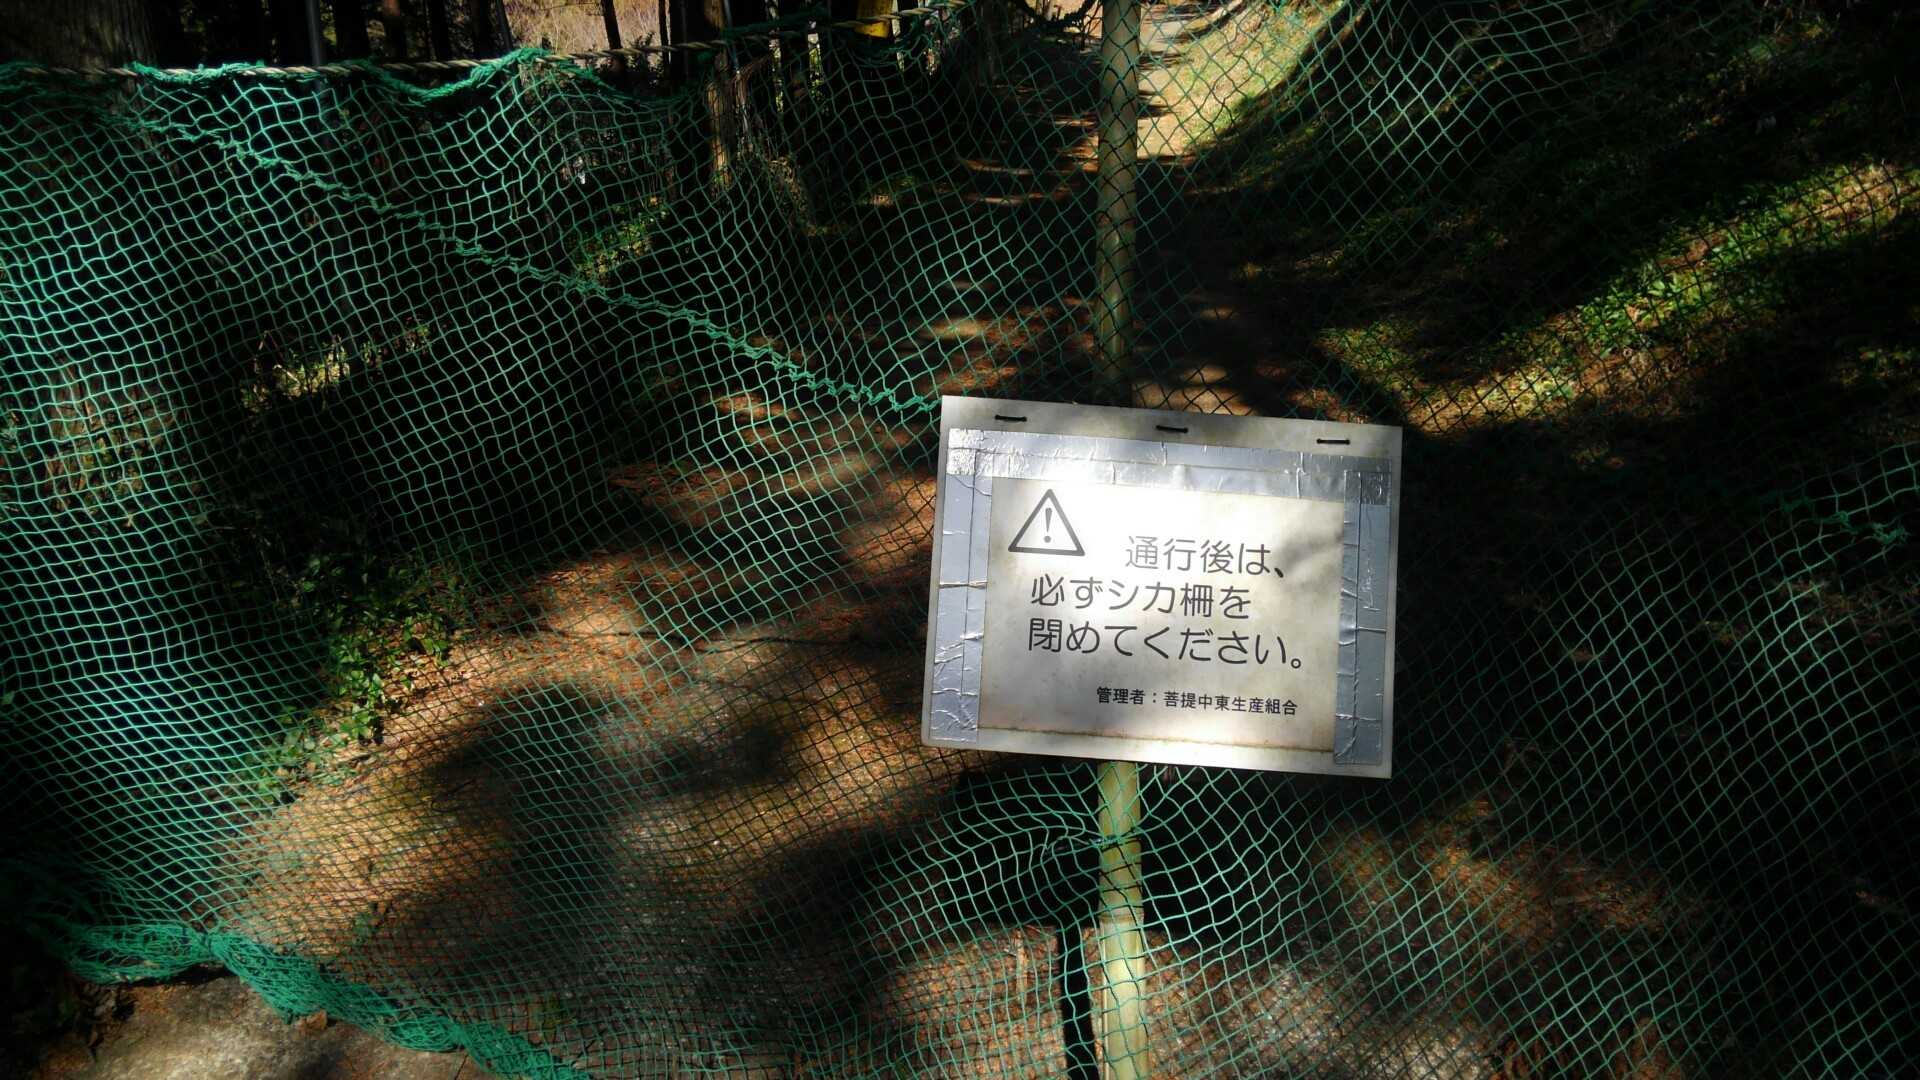 通行後は、
必ずシカ柵を
閉めてください。
管理者：菩提中東生産組合